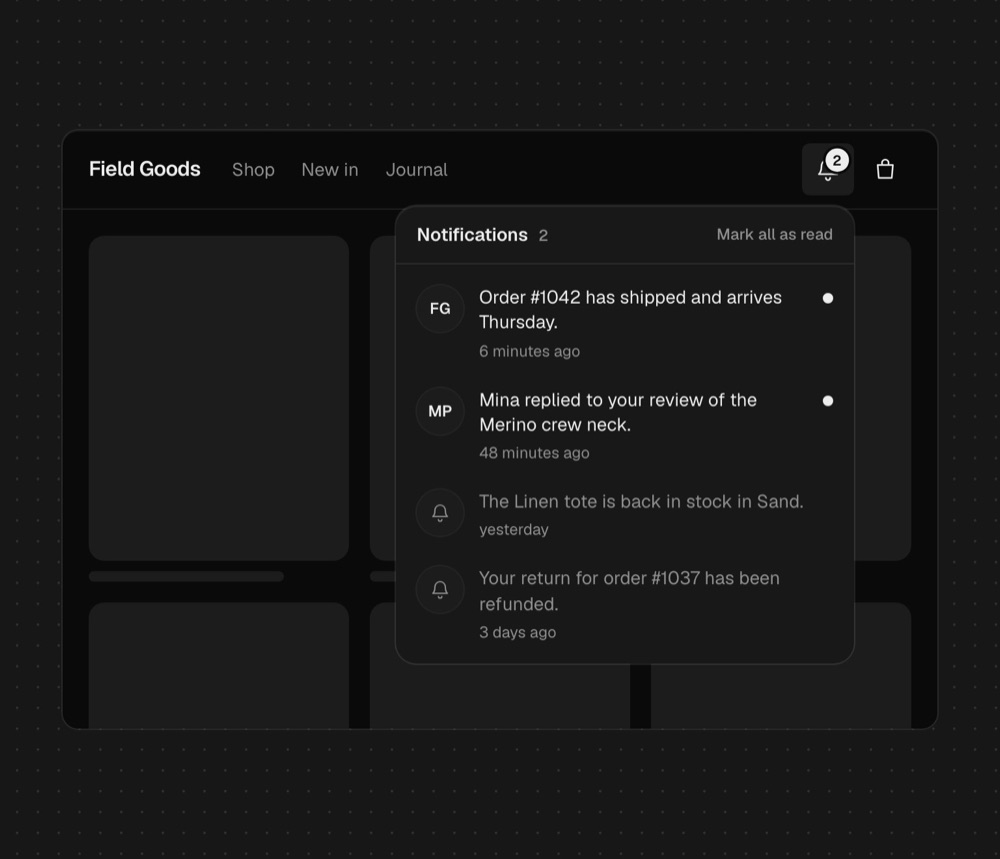 Field Goods Shop New in Journal 2
Notifications 2 Mark all as read
FG Order #1042 has shipped and arrives
Thursday.
6 minutes ago
MP Mina replied to your review of the
Merino crew neck.
48 minutes ago
The Linen tote is back in stock in Sand.
yesterday
Your return for order #1037 has been
refunded.
3 days ago